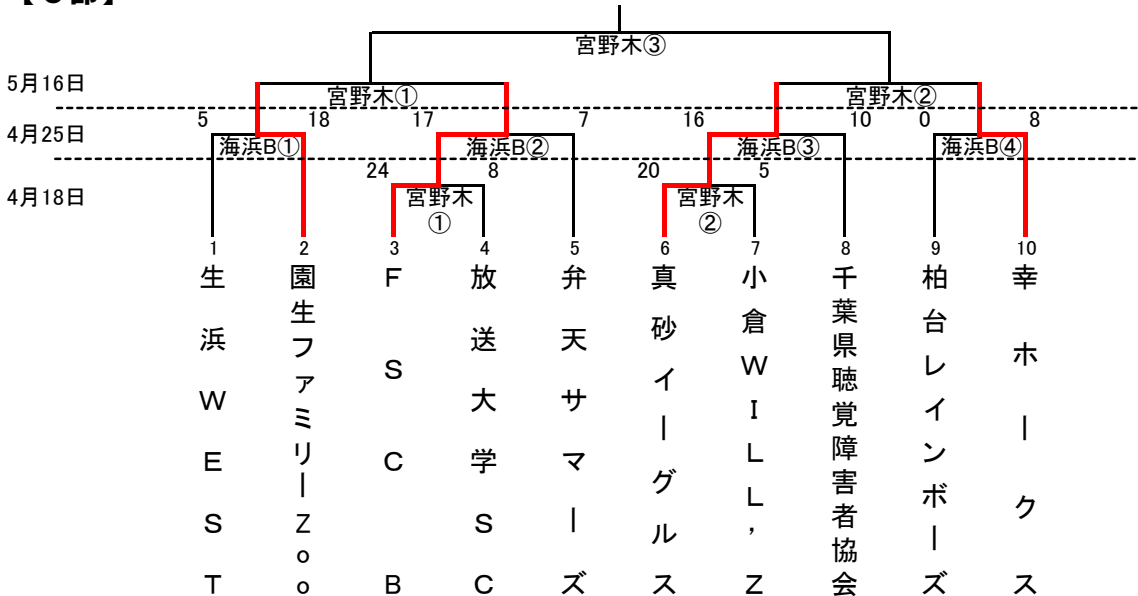 宮野木③
5月16日
宮野木① 宮野木②
5 18 17 7 16 10 0 8
4月25日
海浜B① 海浜B② 海浜B③ 海浜B④
24 8 20 5
4月18日
宮野木① 宮野木②
1 2 3 4 5 6 7 8 9 10
生浜WEST
園生ファミリーZoo
FSCB
放送大学SC
弁天サマーズ
真砂イーグルス
小倉WILL’Z
千葉県聴覚障害者協会
柏台レインボーズ
幸ホークス